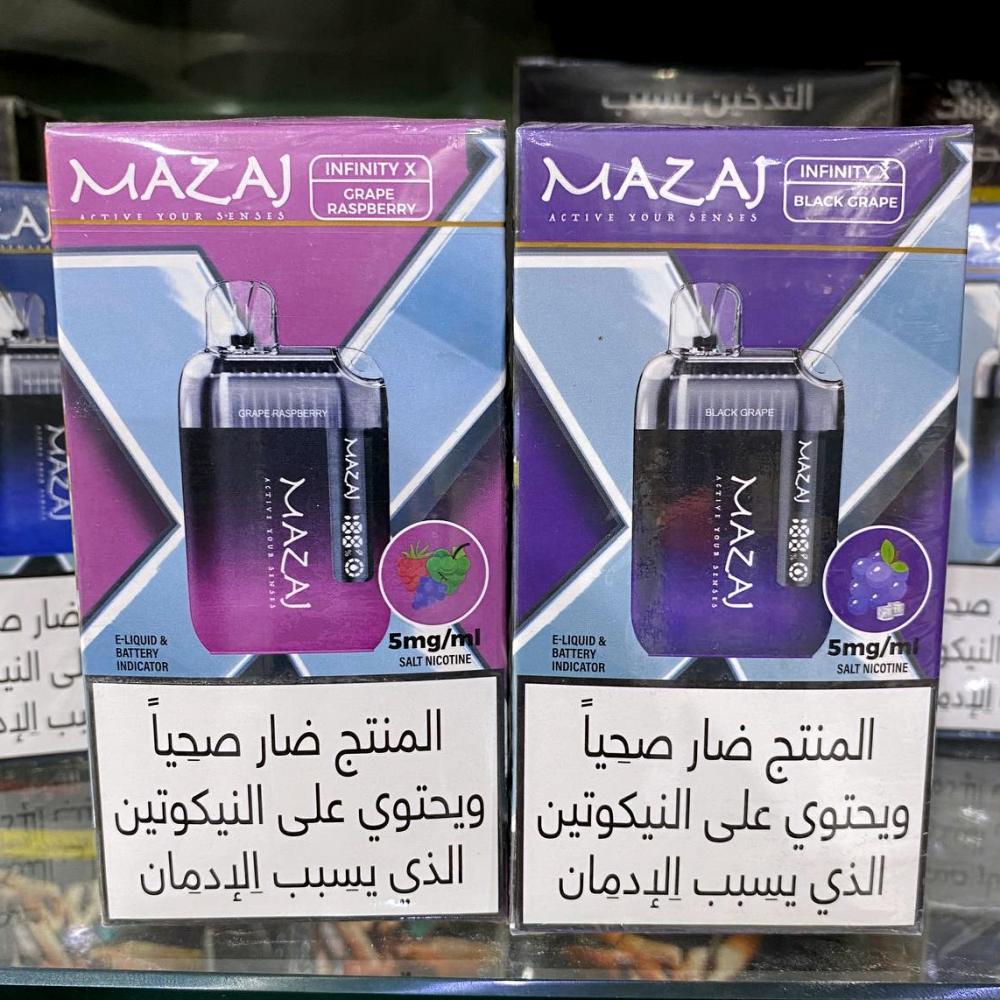 التدخين يسبب
MAZAJ
ACTIVE YOUR SENSES
INFINITY X
GRAPE
RASPBERRY
GRAPE RASPBERRY
MAZAJ
MAZAJ
ACTIVE YOUR SENSES
E-LIQUID &
BATTERY
INDICATOR
5mg/ml
SALT NICOTINE
المنتج ضار صحياً
ويحتوي على النيكوتين
الذي يسبب الإدمان
MAZAJ
ACTIVE YOUR SENSES
INFINITY X
BLACK GRAPE
BLACK GRAPE
MAZAJ
MAZAJ
ACTIVE YOUR SENSES
E-LIQUID &
BATTERY
INDICATOR
5mg/ml
SALT NICOTINE
المنتج ضار صحياً
ويحتوي على النيكوتين
الذي يسبب الإدمان
MAZAJ